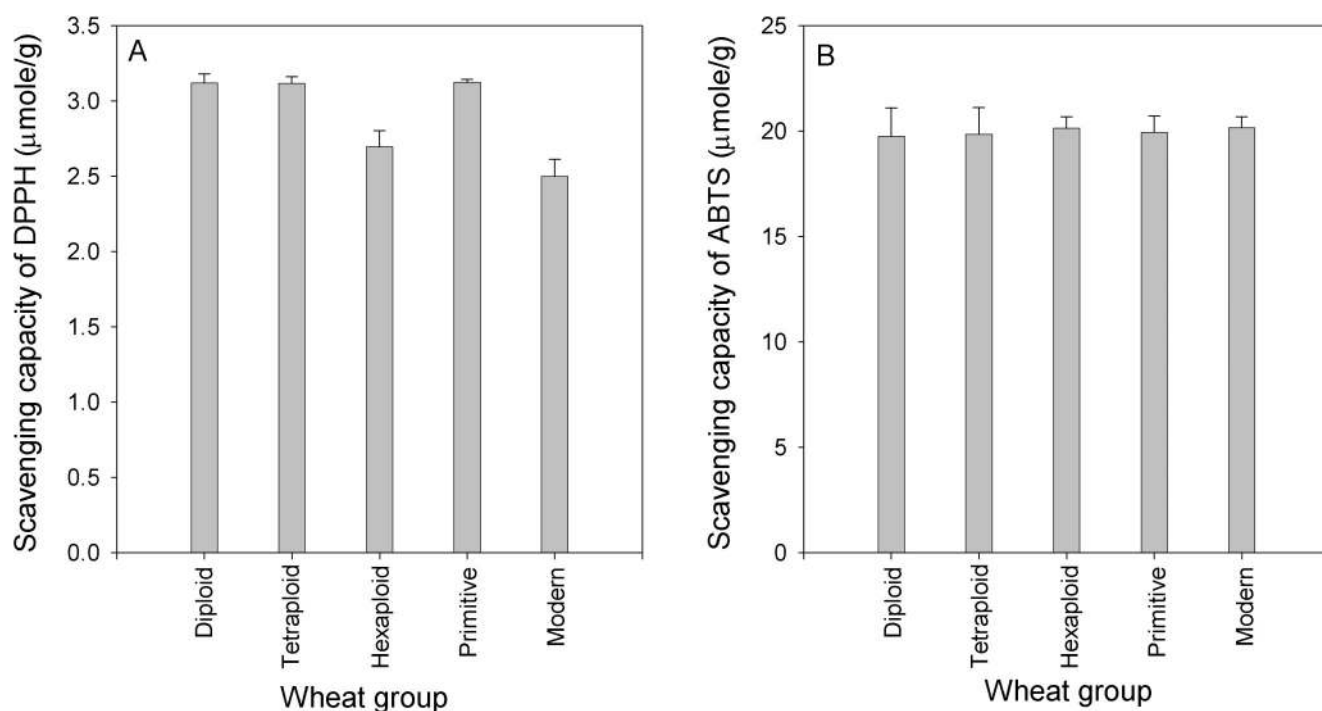 A
Scavenging capacity of DPPH (μmole/g)
3.5
3.0
2.5
2.0
1.5
1.0
0.5
0.0
Diploid
Tetraploid
Hexaploid
Primitive
Modern
Wheat group
B
Scavenging capacity of ABTS (μmole/g)
25
20
15
10
5
0
Diploid
Tetraploid
Hexaploid
Primitive
Modern
Wheat group